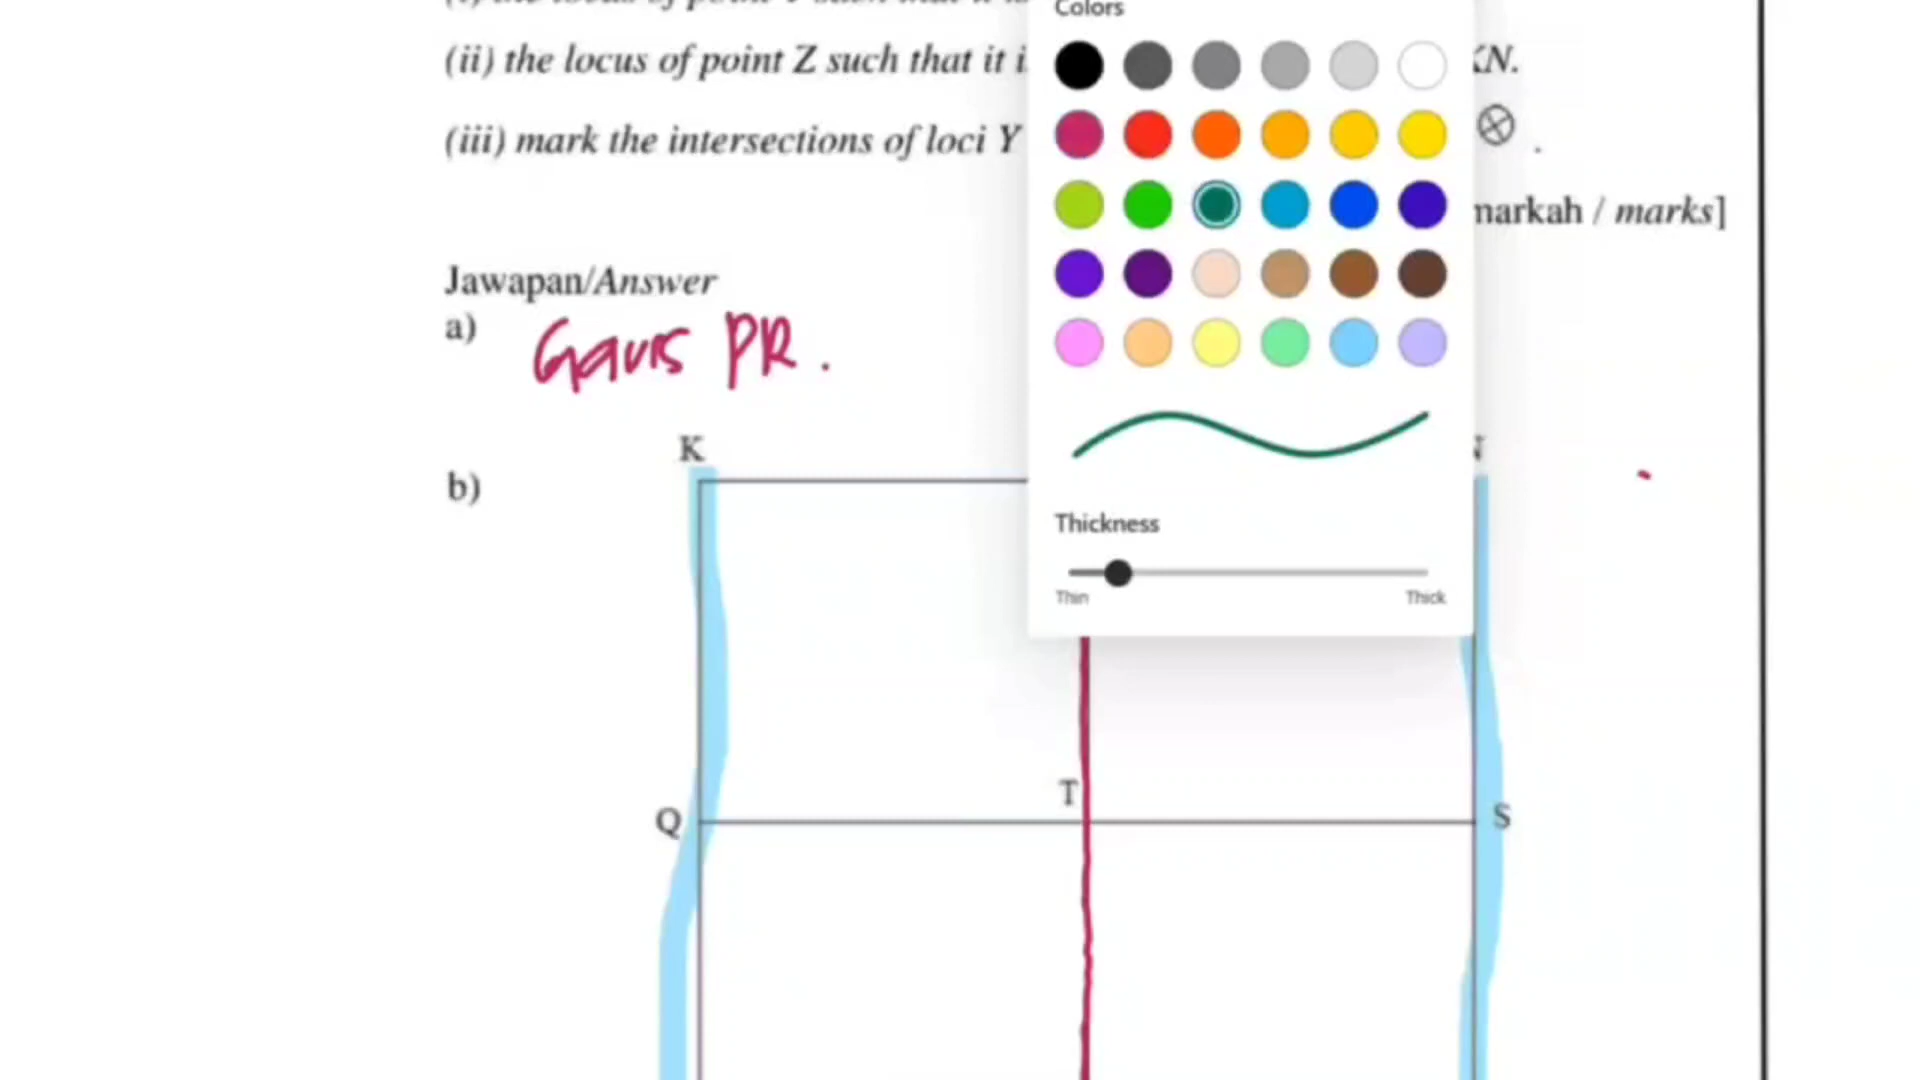 Colors
(ii) the locus of point Z such that it i
KN.
(iii) mark the intersections of loci Y
.
markah / marks]
Jawapan/Answer
a) Garis PR .
K
b)
Thickness
Thin Thick
T
Q
S